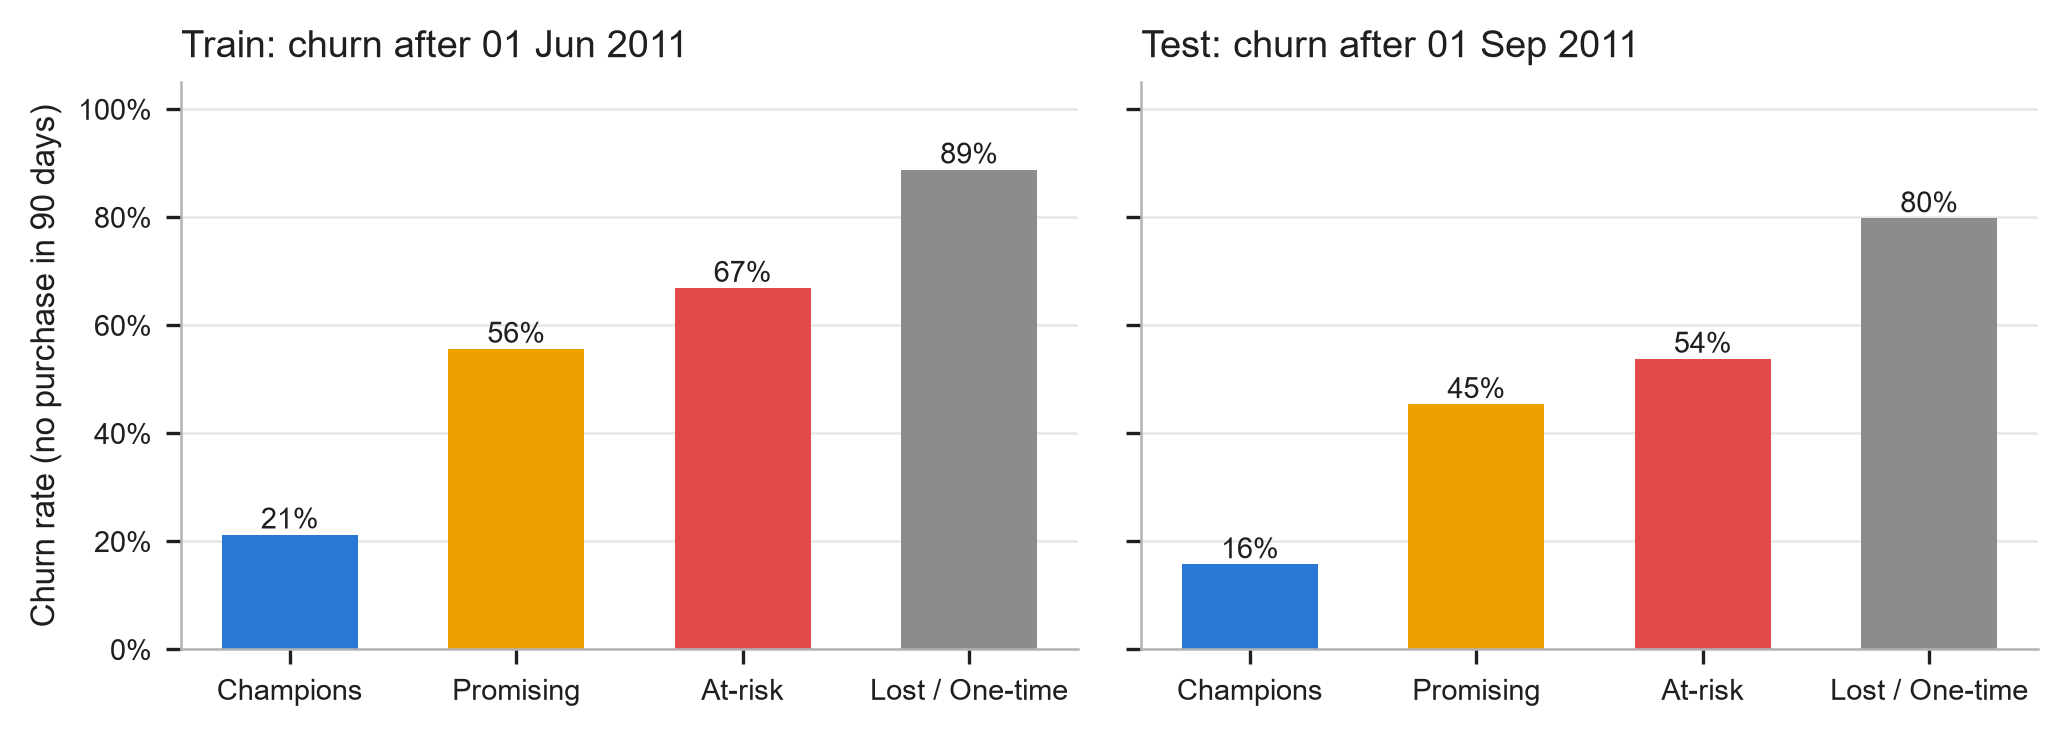 Train: churn after 01 Jun 2011
Churn rate (no purchase in 90 days)
100%
80%
60%
40%
20%
0%
21%
56%
67%
89%
Champions
Promising
At-risk
Lost / One-time
Test: churn after 01 Sep 2011
16%
45%
54%
80%
Champions
Promising
At-risk
Lost / One-time